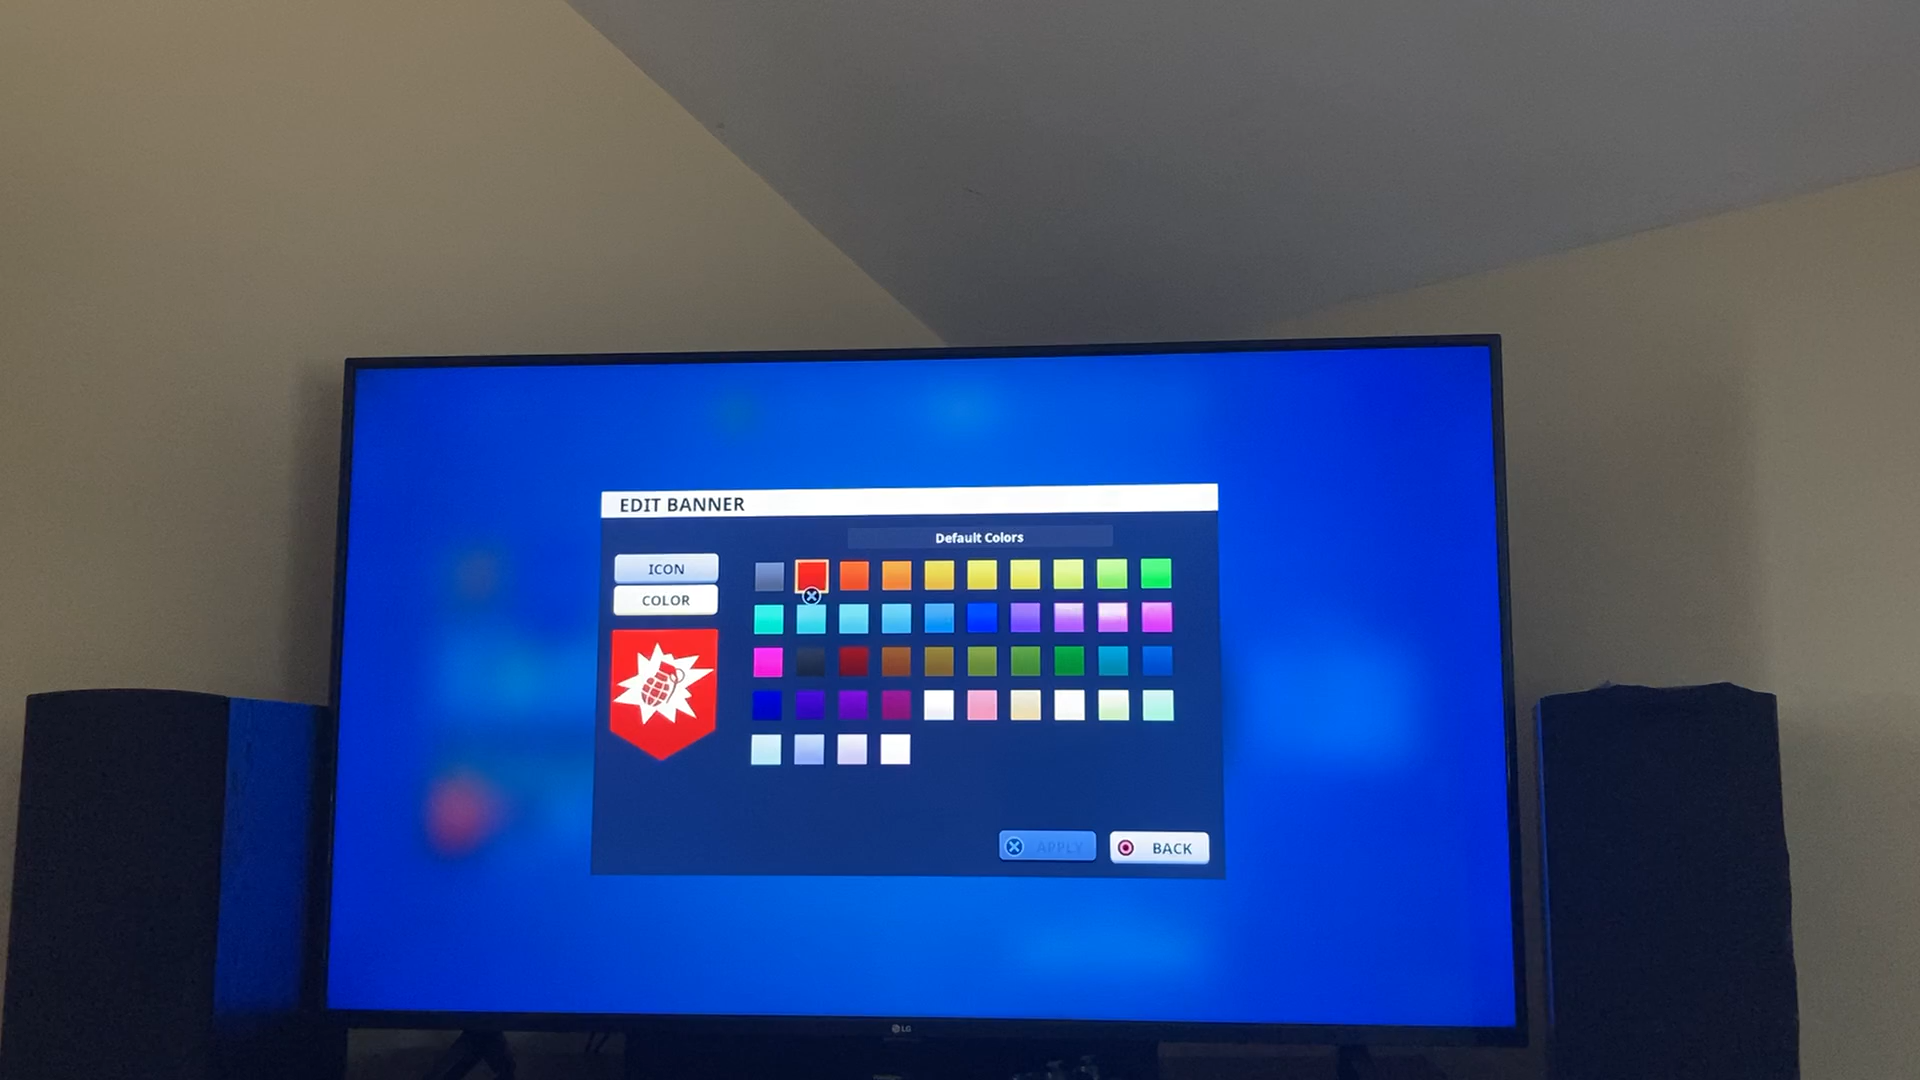 EDIT BANNER
Default Colors
ICON
COLOR
APPLY
BACK
LG